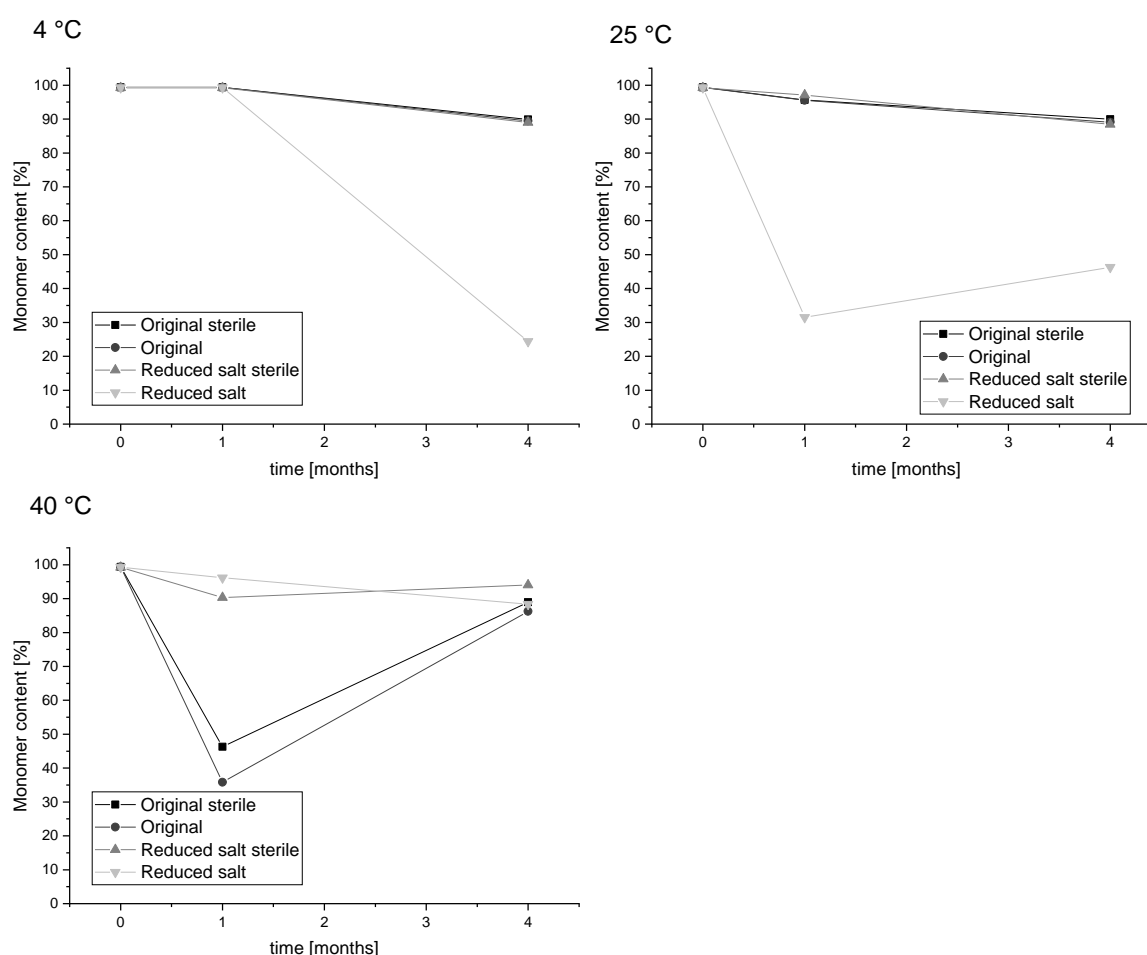 4 °C
Monomer content [%]
100
90
80
70
60
50
40
30
20
10
0
Original sterile
Original
Reduced salt sterile
Reduced salt
0 1 2 3 4
time [months]
25 °C
Monomer content [%]
100
90
80
70
60
50
40
30
20
10
0
Original sterile
Original
Reduced salt sterile
Reduced salt
0 1 2 3 4
time [months]
40 °C
Monomer content [%]
100
90
80
70
60
50
40
30
20
10
0
Original sterile
Original
Reduced salt sterile
Reduced salt
0 1 2 3 4
time [months]